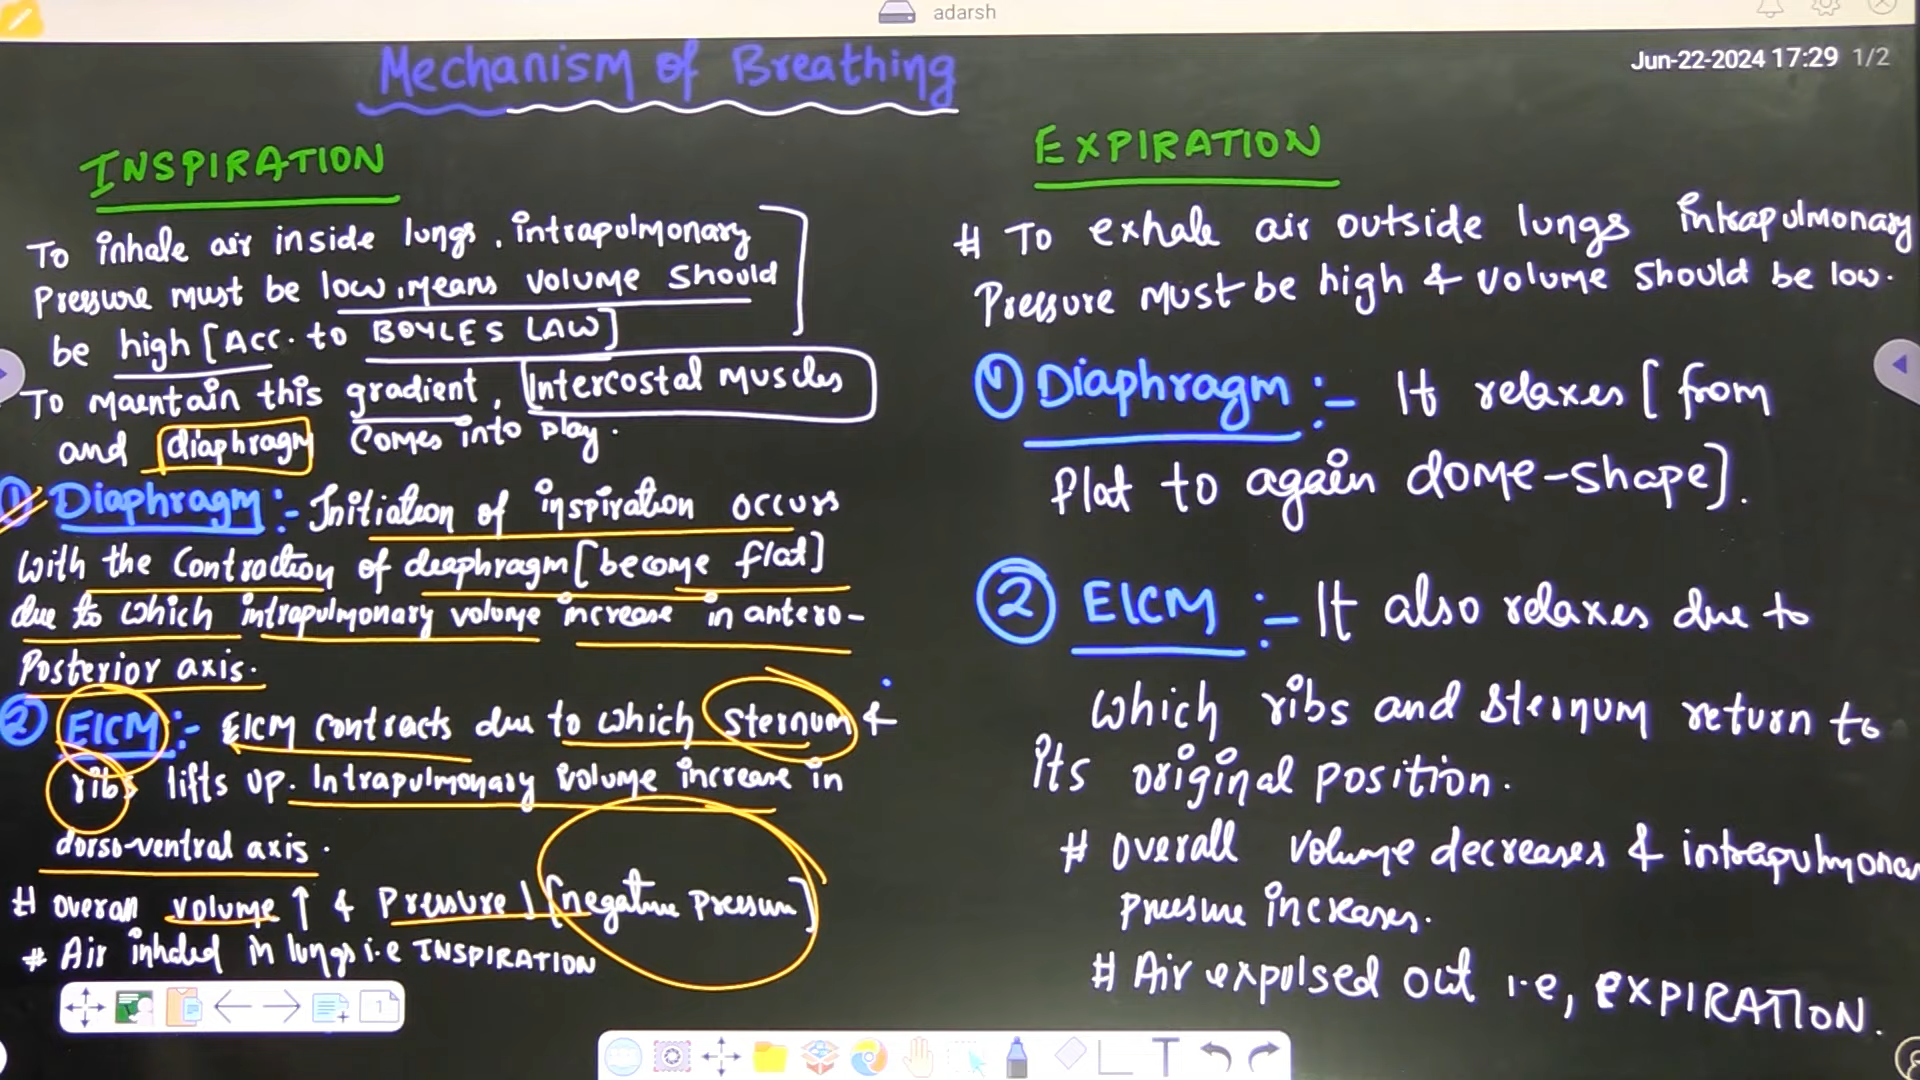 adarsh
Jun-22-2024 17:29 1/2
Mechanism of Breathing
INSPIRATION
To inhale air inside lungs, intrapulmonary
Pressure must be low, means volume should
be high [Acc. to BOYLES LAW]
To maentain this gradient, Intercostal Muscles
and diaphragm comes into play.
① Diaphragm :- Initiation of inspiration occurs
with the contraction of deaphragm [become flat]
due to which intrapulmonary volume increase in antero-
Posterior axis.
② EICM :- EICM contracts due to which sternum &
ribs lifts up. Intrapulmonary volume increase in
dorso-ventral axis.
# overall volume ↑ & Pressure ↓ [negative pressure]
# Air inhaled in lungs i.e INSPIRATION
EXPIRATION
# To exhale air outside lungs intrapulmonary
Pressure must be high & volume should be low.
① Diaphragm :- It relaxes [from
flat to again dome-shape].
② EICM :- It also relaxes due to
which ribs and sternum return to
its original position.
# overall volume decreases & intrapulmonar
pressure increases.
# Air expulsed out i.e, EXPIRATION.
1
T